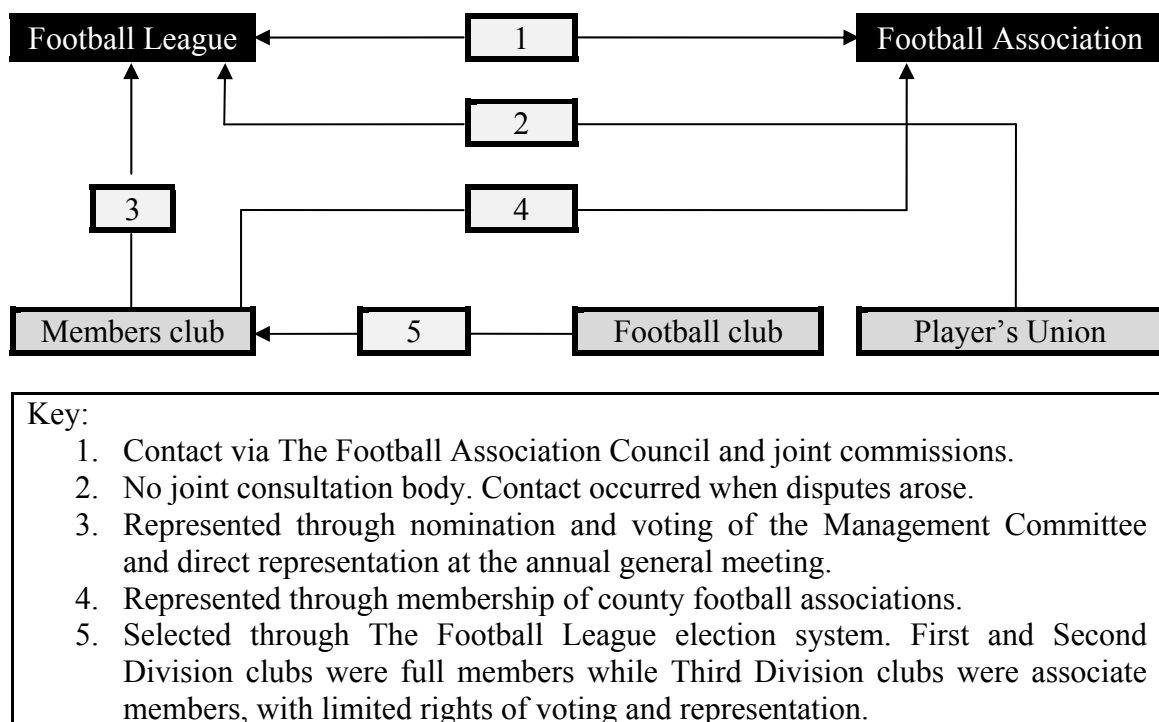 Football League
1
Football Association
2
3
4
Members club
5
Football club
Player’s Union
Key:
1. Contact via The Football Association Council and joint commissions.
2. No joint consultation body. Contact occurred when disputes arose.
3. Represented through nomination and voting of the Management Committee
and direct representation at the annual general meeting.
4. Represented through membership of county football associations.
5. Selected through The Football League election system. First and Second
Division clubs were full members while Third Division clubs were associate
members, with limited rights of voting and representation.